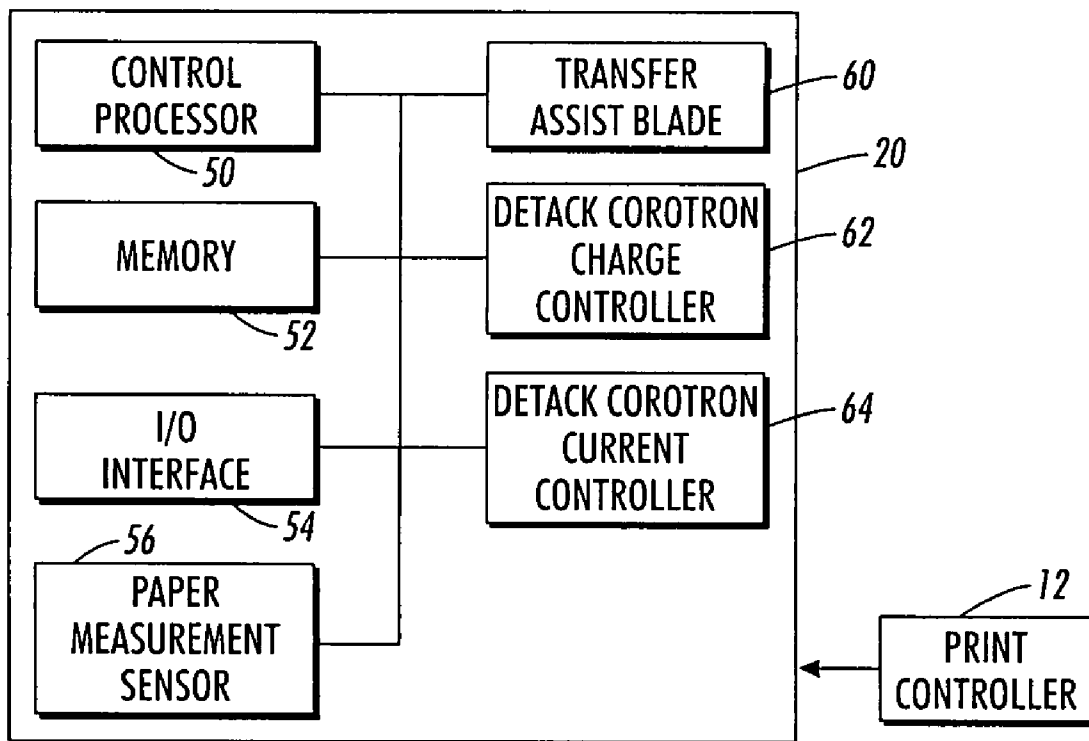 CONTROL
PROCESSOR
50
MEMORY
52
I/O
INTERFACE
54
56
PAPER
MEASUREMENT
SENSOR
TRANSFER
ASSIST BLADE
60
20
DETACK COROTRON
CHARGE
CONTROLLER
62
DETACK COROTRON
CURRENT
CONTROLLER
64
12
PRINT
CONTROLLER